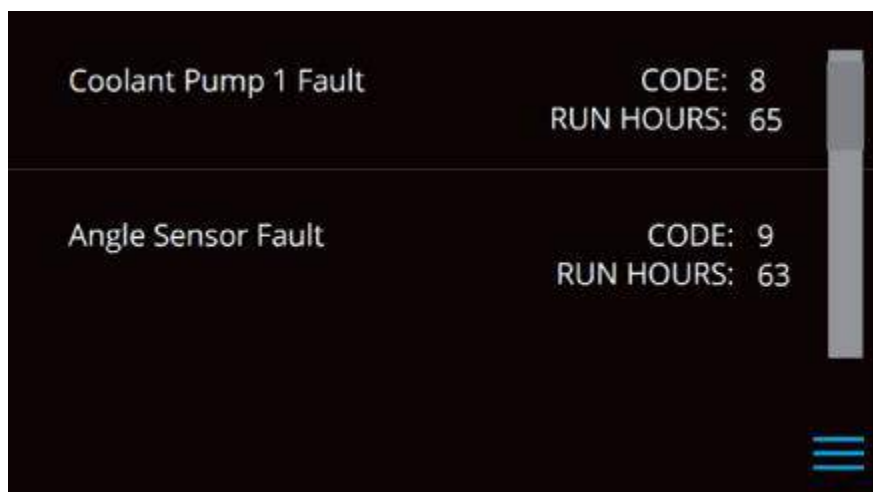 Coolant Pump 1 Fault CODE: 8
RUN HOURS: 65
Angle Sensor Fault CODE: 9
RUN HOURS: 63